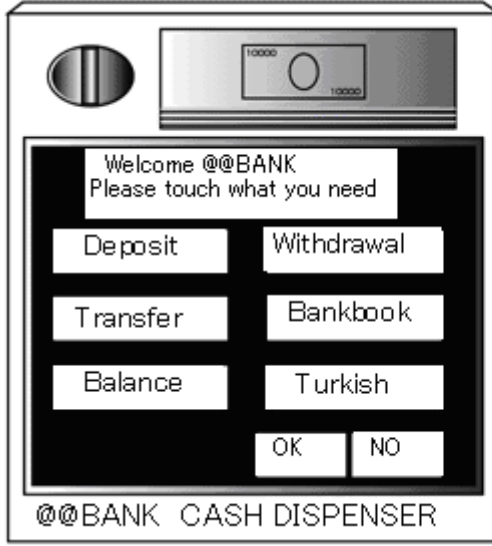 10000
10000
Welcome @@BANK
Please touch what you need
Deposit
Withdrawal
Transfer
Bankbook
Balance
Turkish
OK
NO
@@BANK CASH DISPENSER